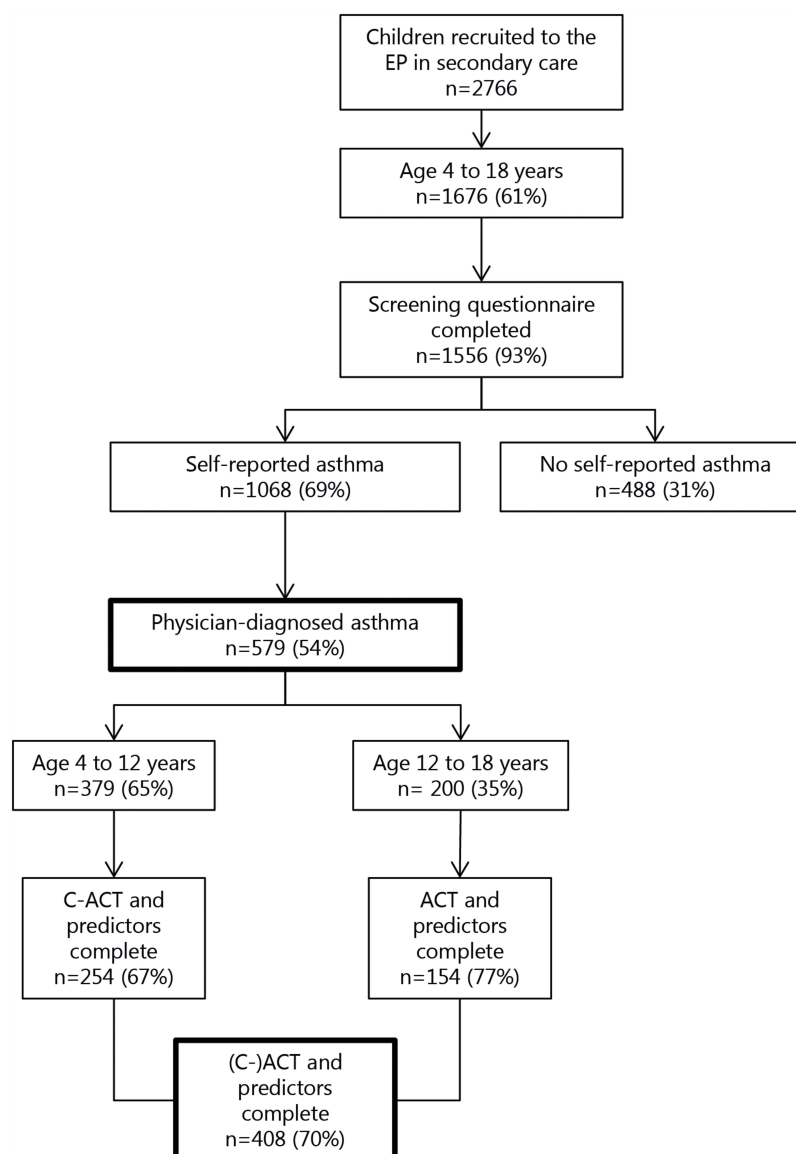 Children recruited to the
EP in secondary care
n=2766
Age 4 to 18 years
n=1676 (61%)
Screening questionnaire
completed
n=1556 (93%)
Self-reported asthma
n=1068 (69%)
No self-reported asthma
n=488 (31%)
Physician-diagnosed asthma
n=579 (54%)
Age 4 to 12 years
n=379 (65%)
Age 12 to 18 years
n= 200 (35%)
C-ACT and
predictors
complete
n=254 (67%)
ACT and
predictors
complete
n=154 (77%)
(C-)ACT and
predictors
complete
n=408 (70%)